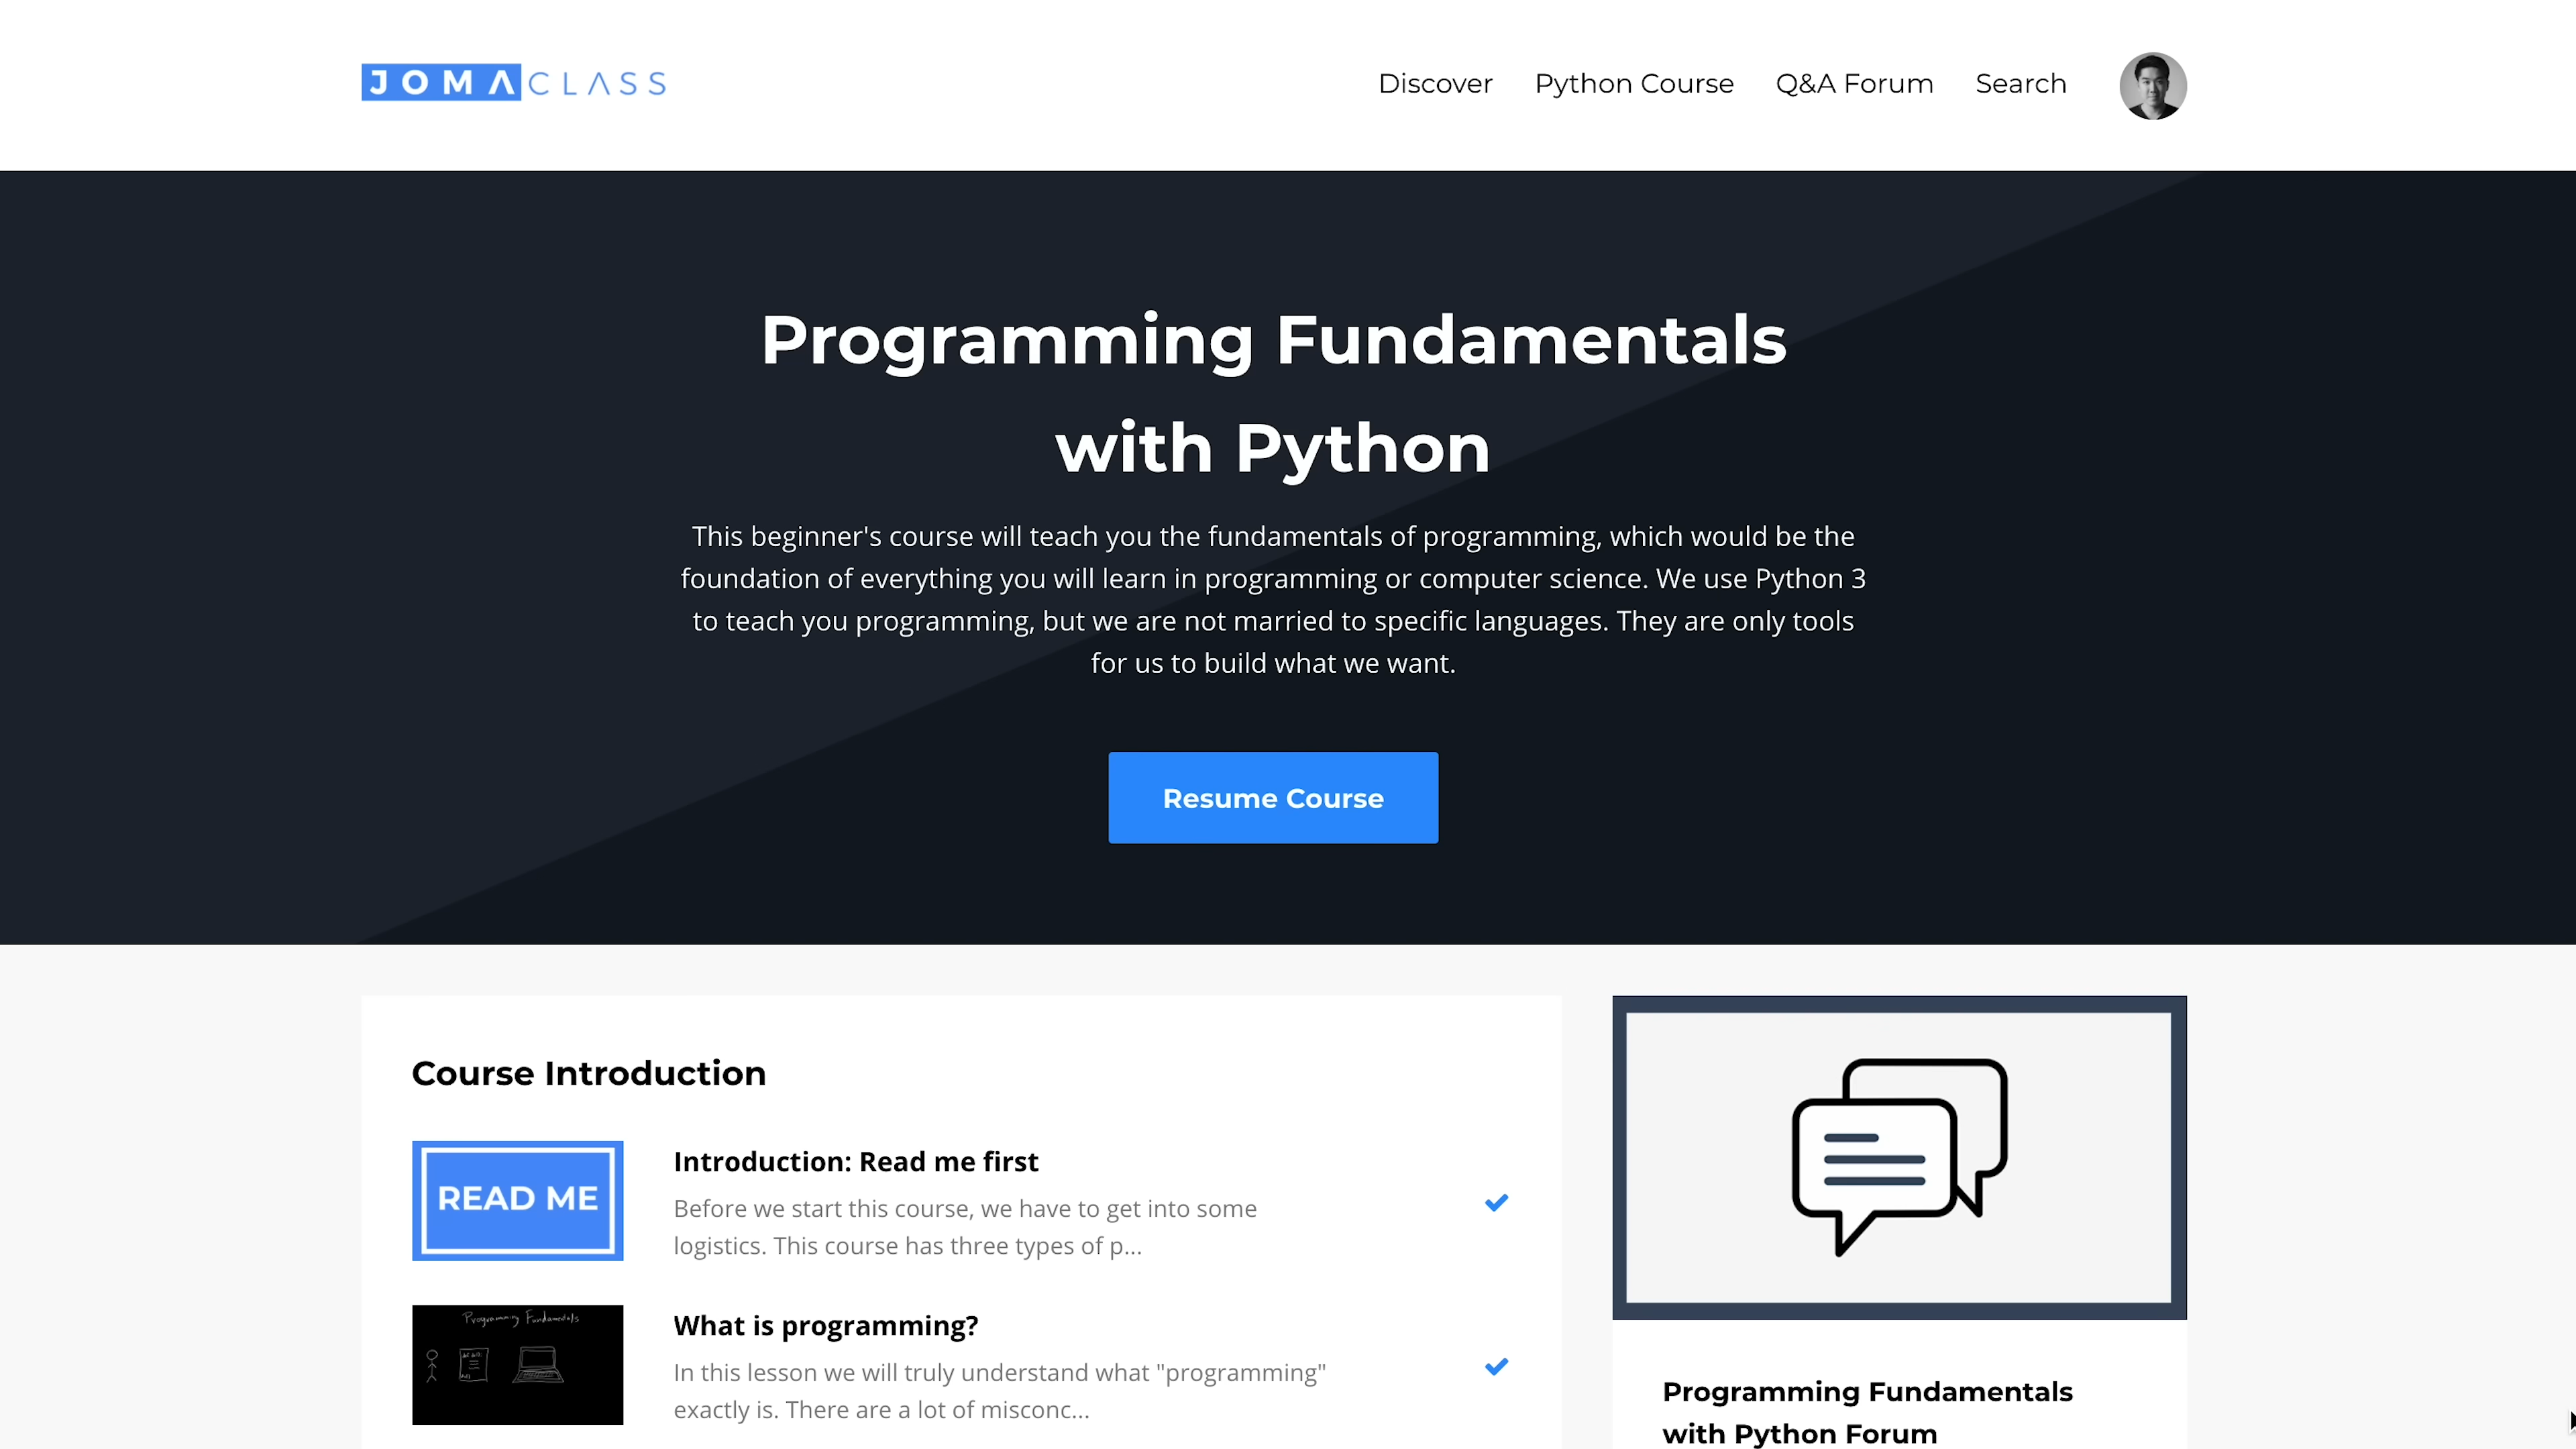 JOMACLASS
Discover
Python Course
Q&A Forum
Search
Programming Fundamentals
with Python
This beginner's course will teach you the fundamentals of programming, which would be the
foundation of everything you will learn in programming or computer science. We use Python 3
to teach you programming, but we are not married to specific languages. They are only tools
for us to build what we want.
Resume Course
Course Introduction
READ ME
Introduction: Read me first
Before we start this course, we have to get into some
logistics. This course has three types of p...
Programming Fundamentals
What is programming?
In this lesson we will truly understand what "programming"
exactly is. There are a lot of misconc...
Programming Fundamentals
with Python Forum